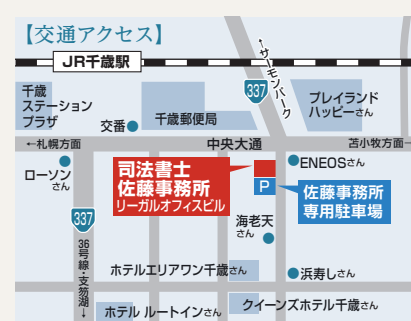 【交通アクセス】
JR千歳駅
↑サーモンパーク
337
千歳
ステーション
プラザ
交番
千歳郵便局
プレイランド
ハッピーさん
←札幌方面
中央大通
苫小牧方面→
ローソン
さん
司法書士
佐藤事務所
リーガルオフィスビル
P
ENEOSさん
佐藤事務所
専用駐車場
337
36号線・支笏湖↓
海老天
さん
ホテルエリアワン千歳さん
浜寿しさん
ホテル ルートインさん
クイーンズホテル千歳さん